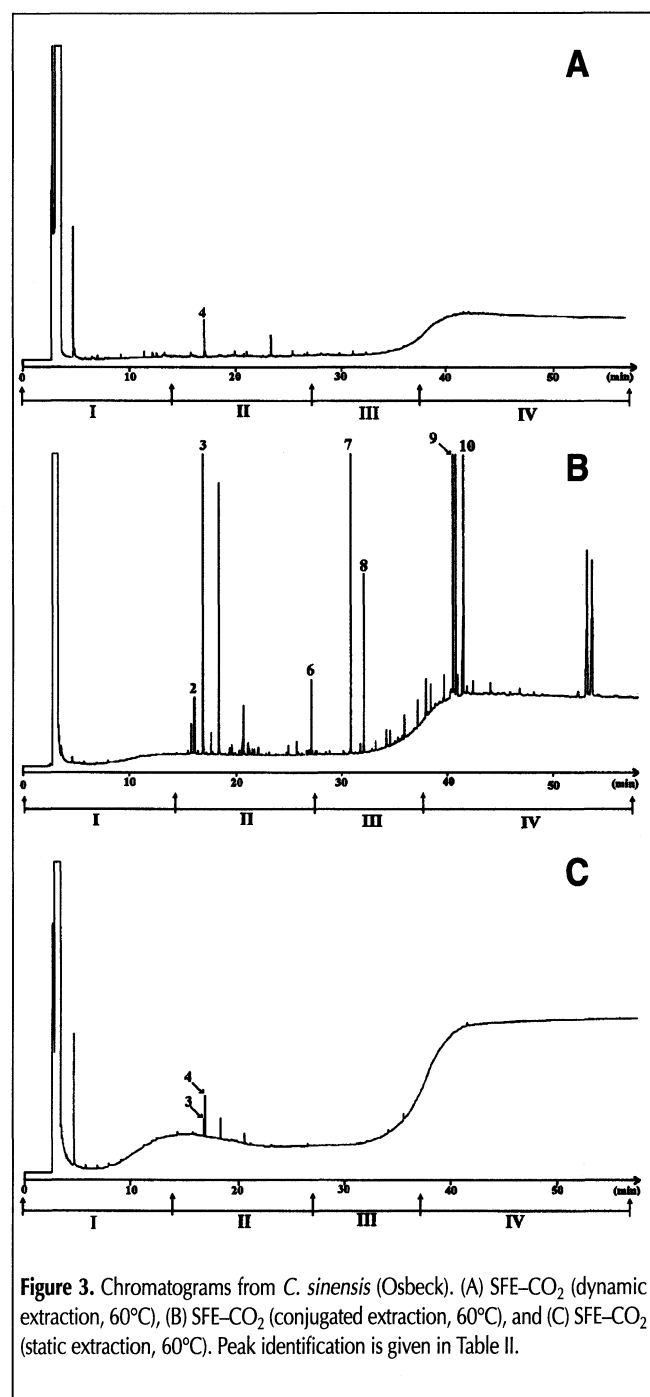 A
4
0 10 20 30 40 50 (min)
I II III IV
B
3 7 9 10
8
2 6
0 10 20 30 40 50 (min)
I II III IV
C
4
3
0 10 20 30 40 50 (min)
I II III IV
Figure 3. Chromatograms from C. sinensis (Osbeck). (A) SFE–CO₂ (dynamic
extraction, 60°C), (B) SFE–CO₂ (conjugated extraction, 60°C), and (C) SFE–CO₂
(static extraction, 60°C). Peak identification is given in Table II.